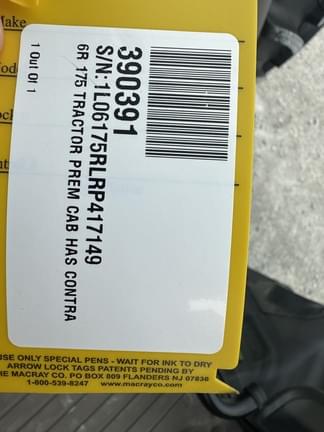 390391
S/N:1L06175RLRP417149
6R 175 TRACTOR PREM CAB HAS CONTRA
1 Out Of 1
USE ONLY SPECIAL PENS - WAIT FOR INK TO DRY
ARROW LOCK TAGS PATENTS PENDING BY
THE MACRAY CO. PO BOX 809 FLANDERS NJ 07836
1-800-539-8247 www.macrayco.com